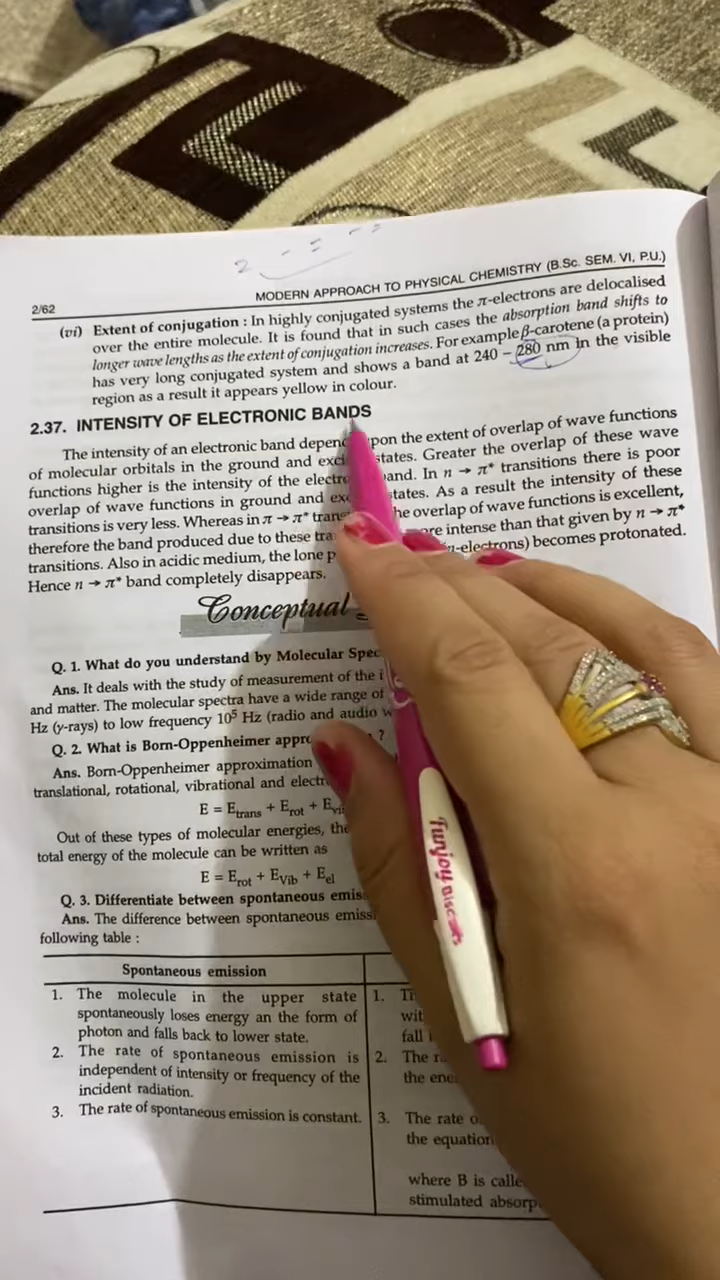 2/62 MODERN APPROACH TO PHYSICAL CHEMISTRY (B.Sc. SEM. VI, P.U.)
(vi) Extent of conjugation : In highly conjugated systems the π-electrons are delocalised
over the entire molecule. It is found that in such cases the absorption band shifts to
longer wave lengths as the extent of conjugation increases. For example β-carotene (a protein)
has very long conjugated system and shows a band at 240 – 280 nm in the visible
region as a result it appears yellow in colour.
2.37. INTENSITY OF ELECTRONIC BANDS
The intensity of an electronic band depend upon the extent of overlap of wave functions
of molecular orbitals in the ground and exci states. Greater the overlap of these wave
functions higher is the intensity of the electro band. In n → π* transitions there is poor
overlap of wave functions in ground and ex states. As a result the intensity of these
transitions is very less. Whereas in π → π* tran he overlap of wave functions is excellent,
therefore the band produced due to these tra re intense than that given by n → π*
transitions. Also in acidic medium, the lone p n-electrons) becomes protonated.
Hence n → π* band completely disappears.
Conceptual
Q. 1. What do you understand by Molecular Spec
Ans. It deals with the study of measurement of the i
and matter. The molecular spectra have a wide range of
Hz (γ-rays) to low frequency 10⁵ Hz (radio and audio w
Q. 2. What is Born-Oppenheimer appr ?
Ans. Born-Oppenheimer approximation
translational, rotational, vibrational and electr
E = Etrans + Erot + Evi
Out of these types of molecular energies, the
total energy of the molecule can be written as
E = Erot + EVib + Eel
Q. 3. Differentiate between spontaneous emis
Ans. The difference between spontaneous emiss
following table :
Spontaneous emission
1. The molecule in the upper state
spontaneously loses energy an the form of
photon and falls back to lower state.
2. The rate of spontaneous emission is
independent of intensity or frequency of the
incident radiation.
3. The rate of spontaneous emission is constant.
1. T
wit
fall
2. The r
the ene
3. The rate o
the equation
where B is calle
stimulated absorp